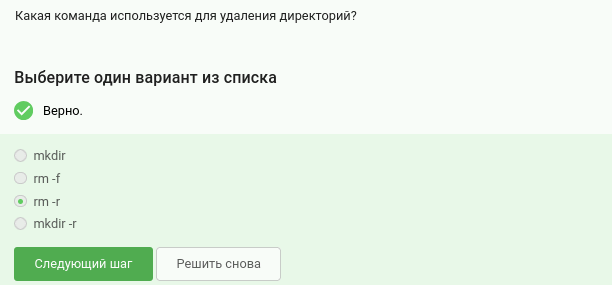 Какая команда используется для удаления директорий?
Выберите один вариант из списка
Верно.
mkdir
rm -f
rm -r
mkdir -r
Следующий шаг Решить снова